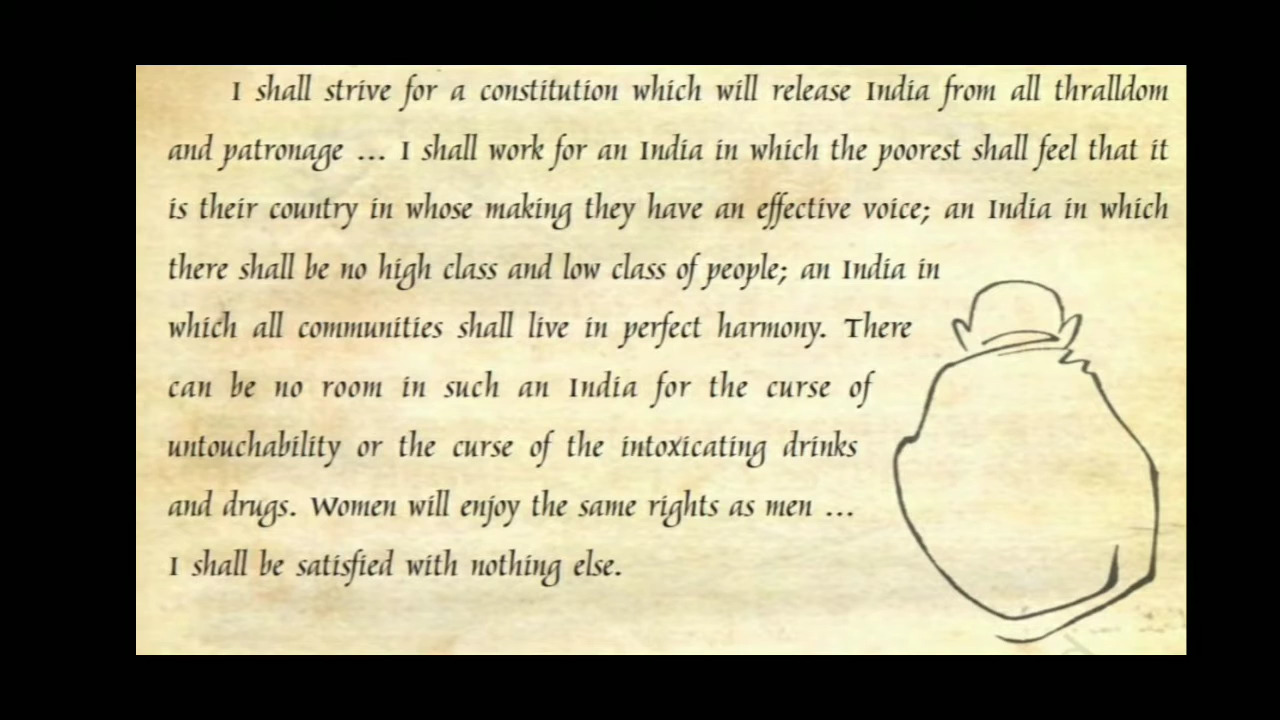 I shall strive for a constitution which will release India from all thralldom
and patronage ... I shall work for an India in which the poorest shall feel that it
is their country in whose making they have an effective voice; an India in which
there shall be no high class and low class of people; an India in
which all communities shall live in perfect harmony. There
can be no room in such an India for the curse of
untouchability or the curse of the intoxicating drinks
and drugs. Women will enjoy the same rights as men ...
I shall be satisfied with nothing else.